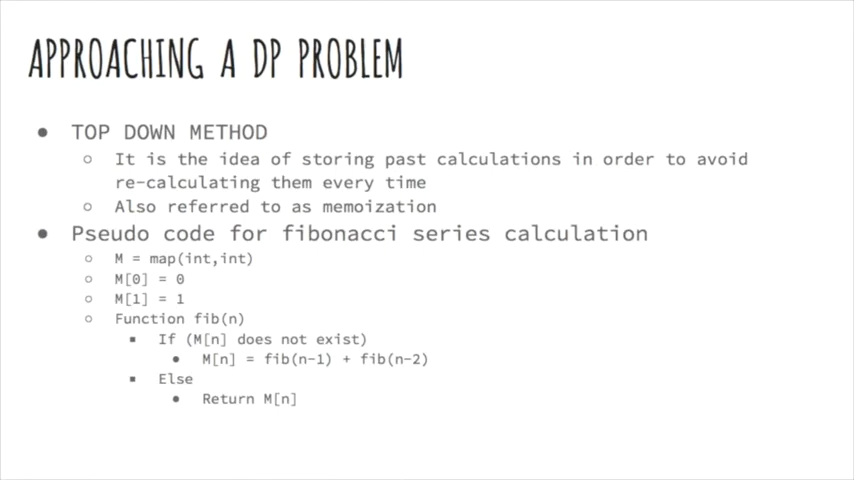 APPROACHING A DP PROBLEM
● TOP DOWN METHOD
○ It is the idea of storing past calculations in order to avoid
re-calculating them every time
○ Also referred to as memoization
● Pseudo code for fibonacci series calculation
○ M = map(int,int)
○ M[0] = 0
○ M[1] = 1
○ Function fib(n)
■ If (M[n] does not exist)
● M[n] = fib(n-1) + fib(n-2)
■ Else
● Return M[n]